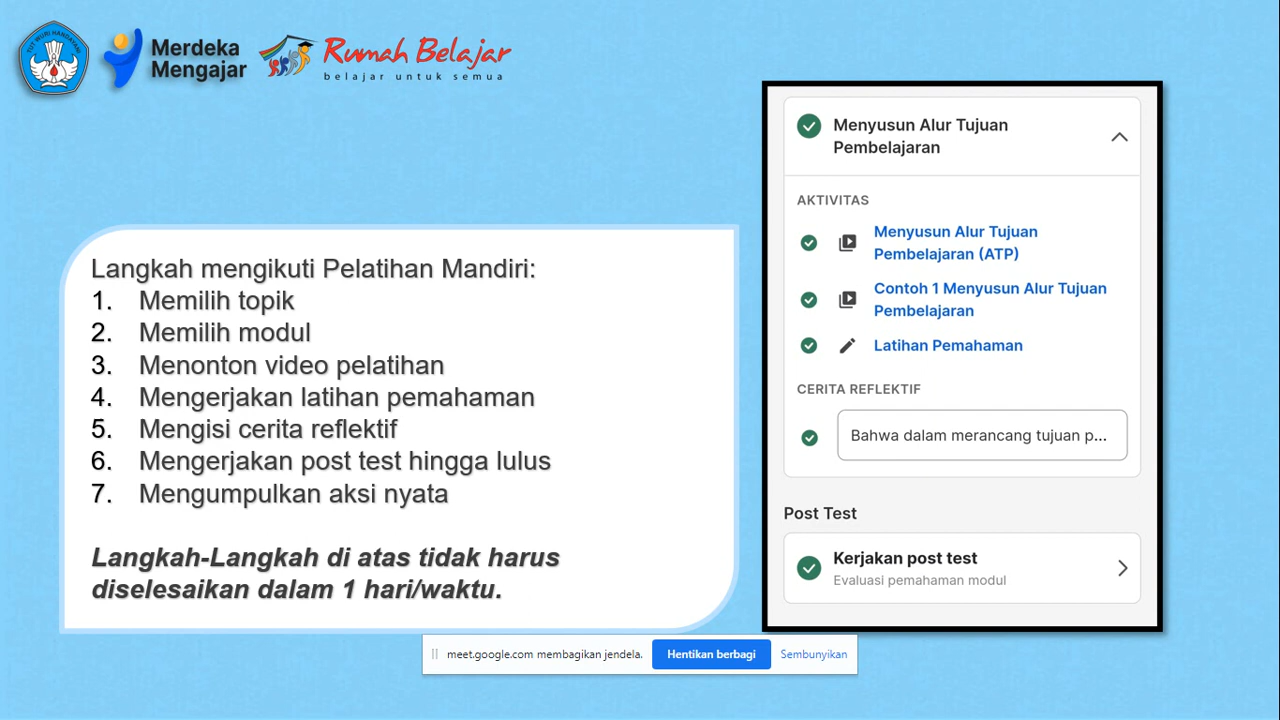 TUT WURI HANDAYANI
Merdeka
Mengajar
Rumah Belajar
belajar untuk semua
Langkah mengikuti Pelatihan Mandiri:
1. Memilih topik
2. Memilih modul
3. Menonton video pelatihan
4. Mengerjakan latihan pemahaman
5. Mengisi cerita reflektif
6. Mengerjakan post test hingga lulus
7. Mengumpulkan aksi nyata
Langkah-Langkah di atas tidak harus
diselesaikan dalam 1 hari/waktu.
Menyusun Alur Tujuan
Pembelajaran
AKTIVITAS
Menyusun Alur Tujuan
Pembelajaran (ATP)
Contoh 1 Menyusun Alur Tujuan
Pembelajaran
Latihan Pemahaman
CERITA REFLEKTIF
Bahwa dalam merancang tujuan p...
Post Test
Kerjakan post test
Evaluasi pemahaman modul
meet.google.com membagikan jendela. Hentikan berbagi Sembunyikan